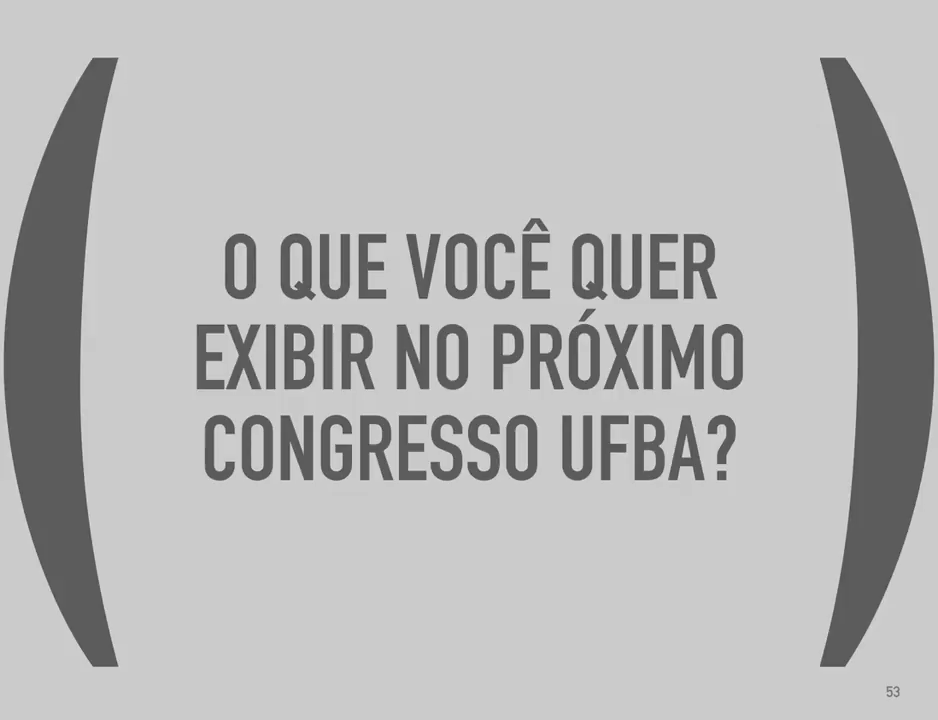 O QUE VOCÊ QUER
EXIBIR NO PRÓXIMO
CONGRESSO UFBA?
53